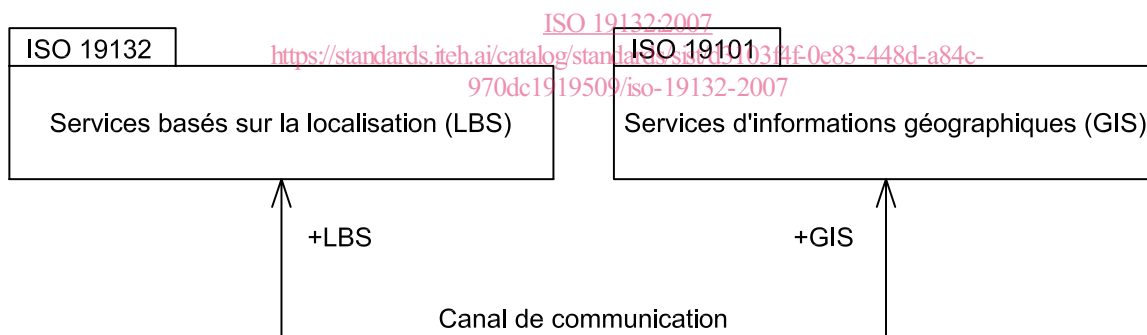 ISO 19132:2007
ISO 19132
ISO 19101
https://standards.iteh.ai/catalog/standards/sist/d3103f4f-0e83-448d-a84c-
970dc1919509/iso-19132-2007
Services basés sur la localisation (LBS)
Services d'informations géographiques (GIS)
+LBS
+GIS
Canal de communication